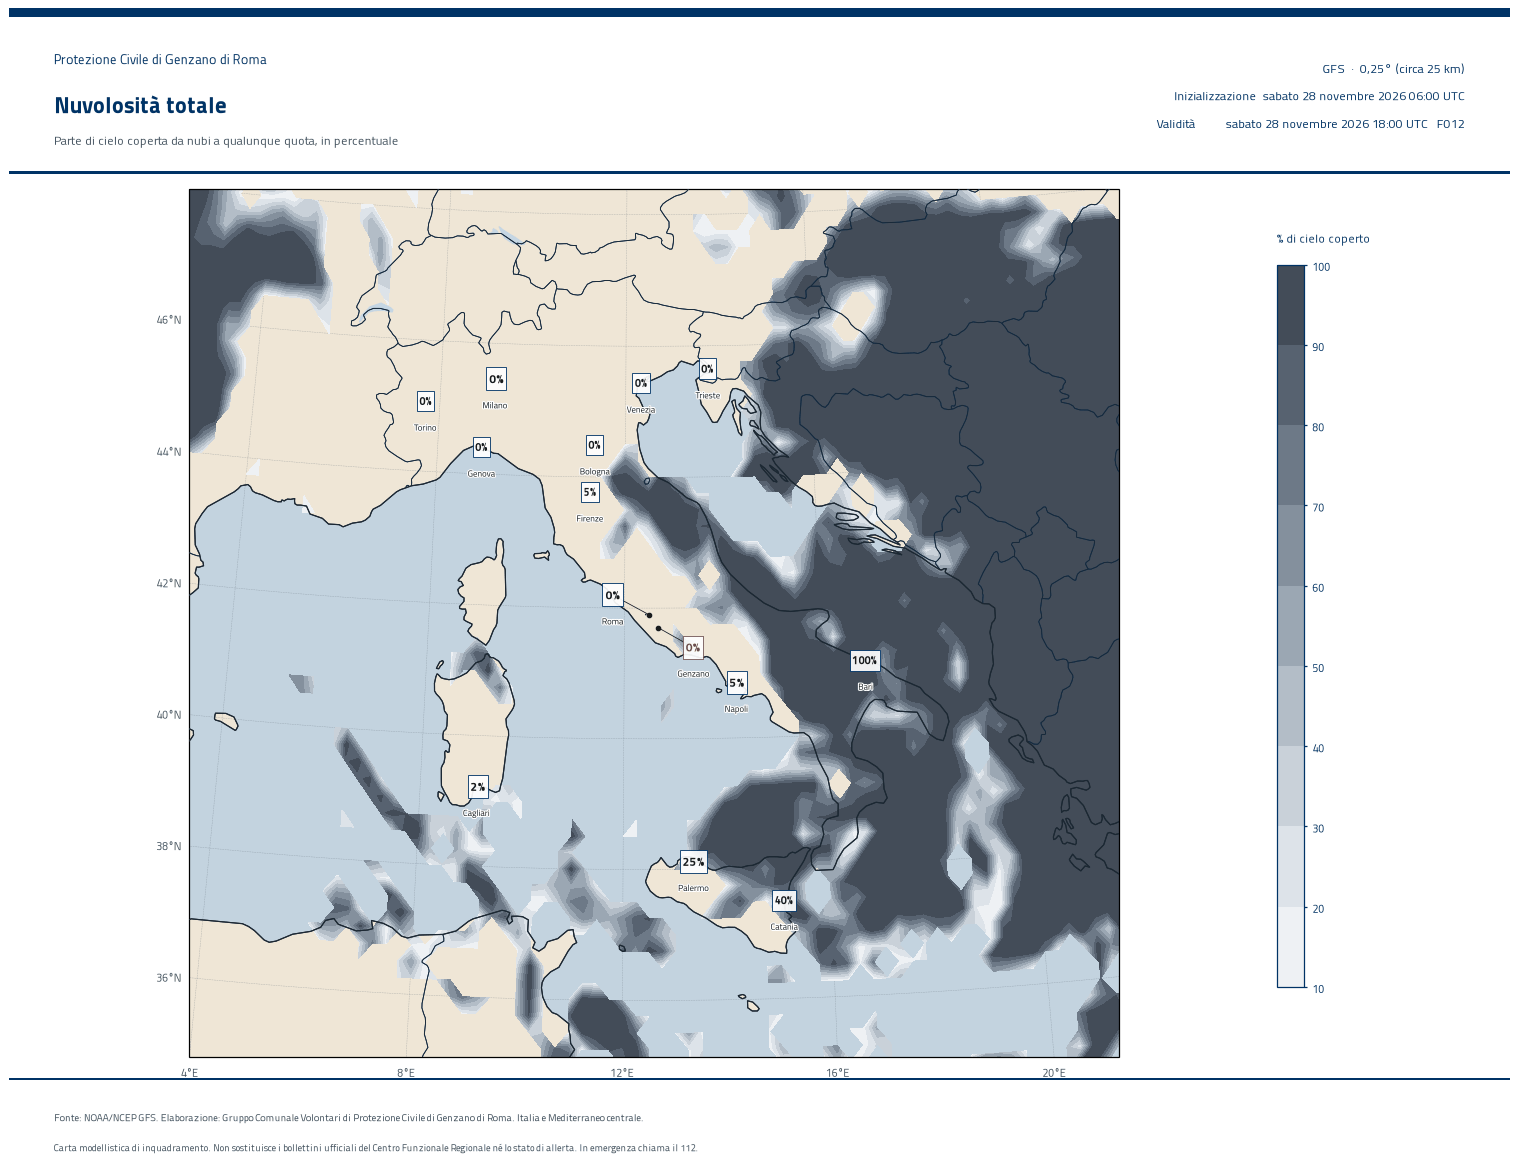 Protezione Civile di Genzano di Roma
Nuvolosità totale
Parte di cielo coperta da nubi a qualunque quota, in percentuale
GFS · 0,25° (circa 25 km)
Inizializzazione sabato 28 novembre 2026 06:00 UTC
Validità sabato 28 novembre 2026 18:00 UTC F012
% di cielo coperto
100
90
80
70
60
50
40
30
20
10
46°N
44°N
42°N
40°N
38°N
36°N
4°E
8°E
12°E
16°E
20°E
0%
Trieste
0%
Milano
0%
Venezia
0%
Torino
0%
Genova
0%
Bologna
5%
Firenze
0%
Roma
0%
Genzano
100%
Bari
5%
Napoli
2%
Cagliari
25%
Palermo
40%
Catania
Fonte: NOAA/NCEP GFS. Elaborazione: Gruppo Comunale Volontari di Protezione Civile di Genzano di Roma. Italia e Mediterraneo centrale.
Carta modellistica di inquadramento. Non sostituisce i bollettini ufficiali del Centro Funzionale Regionale né lo stato di allerta. In emergenza chiama il 112.